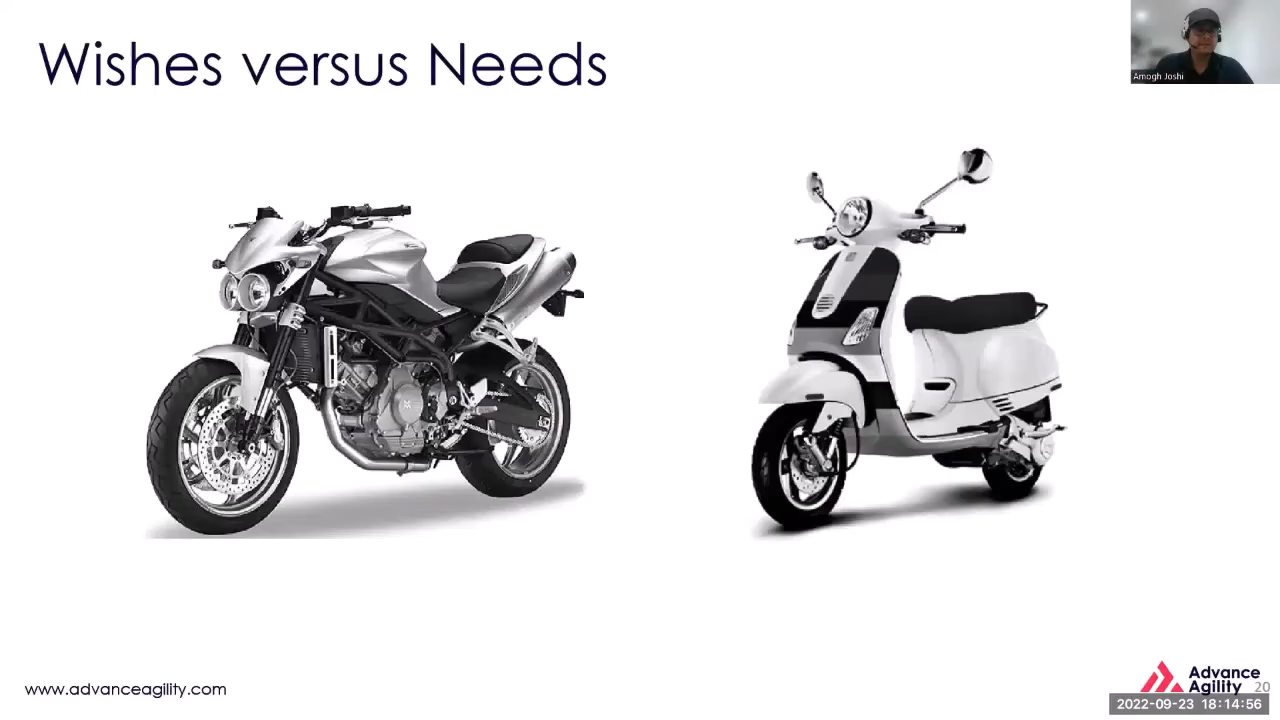 Wishes versus Needs
Amogh Joshi
www.advanceagility.com
Advance
Agility
20
2022-09-23 18:14:56